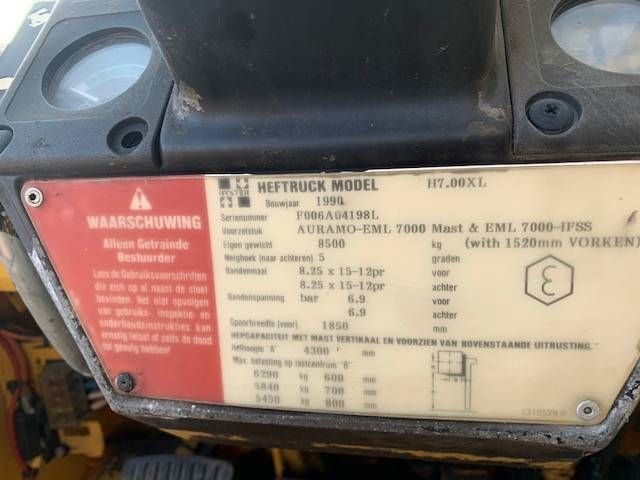 WAARSCHUWING
Alleen Getrainde
Bestuurder
Lees de Gebruiksvoorschriften
die zich op of naast de stoel
bevinden. Het niet opvolgen
van gebruiks- inspektie- en
onderhoudsinstrukties kan
ernstig letsel of zelfs de dood
tot gevolg hebben!
HYSTER
HEFTRUCK MODEL H7.00XL
Bouwjaar 1990
Serienummer F006A04198L
Voorzetstuk AURAMO-EML 7000 Mast & EML 7000-IFSS
Eigen gewicht 8500 kg (with 1520mm VORKEN)
Neighoek (naar achteren) 5 graden
Bandenmaat 8.25 x 15-12pr voor
8.25 x 15-12pr achter
Bandenspanning bar 6.9 voor
6.9 achter
Spoorbreedte (voor) 1850 mm
HEFCAPACITEIT MET MAST VERTIKAAL EN VOORZIEN VAN BOVENSTAANDE UITRUSTING.
Hefhoogte "A" 4300 mm
Max. belasting op lastcentrum "B"
6290 kg 600 mm
5840 kg 700 mm
5450 kg 800 mm